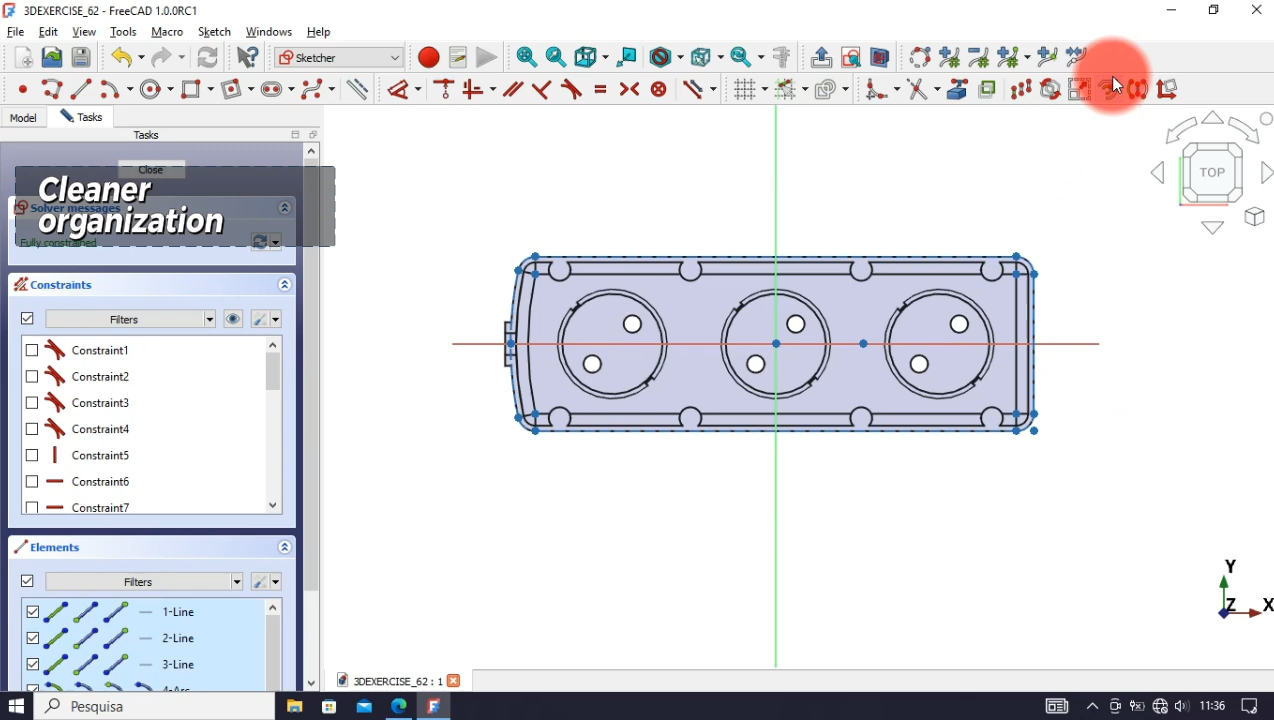 3DEXERCISE_62 - FreeCAD 1.0.0RC1
File Edit View Tools Macro Sketch Windows Help
Sketcher
Model Tasks
Tasks
Close
Cleaner
organization
Solver messages
Fully constrained
Constraints
Filters
Constraint1
Constraint2
Constraint3
Constraint4
Constraint5
Constraint6
Constraint7
Elements
Filters
1-Line
2-Line
3-Line
4-Arc
TOP
Y
Z X
3DEXERCISE_62 : 1
Pesquisa
11:36